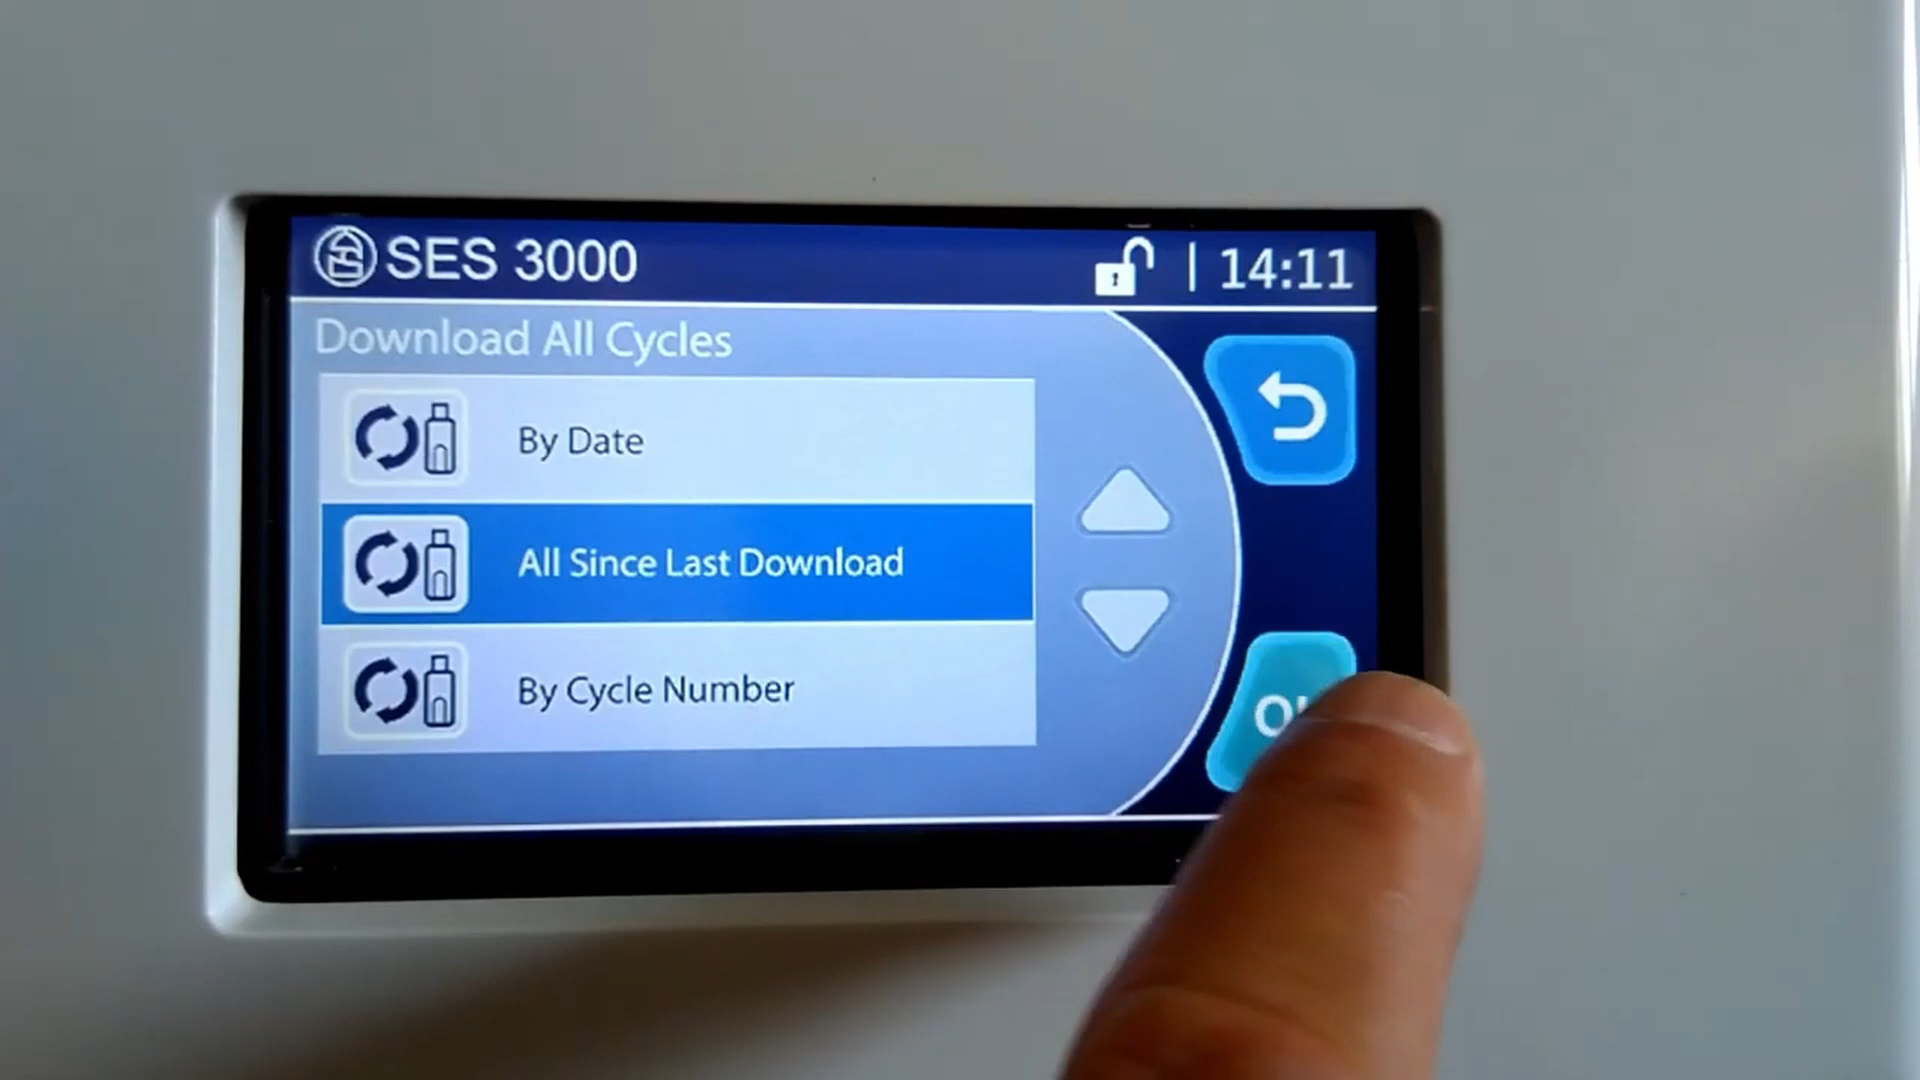 SES 3000
14:11
Download All Cycles
By Date
All Since Last Download
By Cycle Number